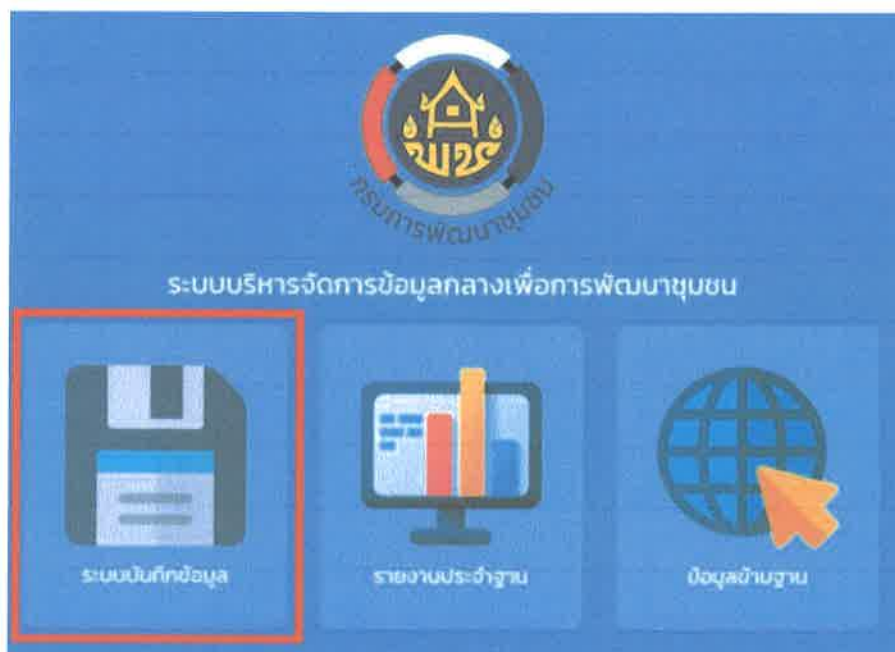 พช
กรมการพัฒนาชุมชน
ระบบบริหารจัดการข้อมูลกลางเพื่อการพัฒนาชุมชน
ระบบบันทึกข้อมูล
รายงานประจำฐาน
ข้อมูลข้ามฐาน